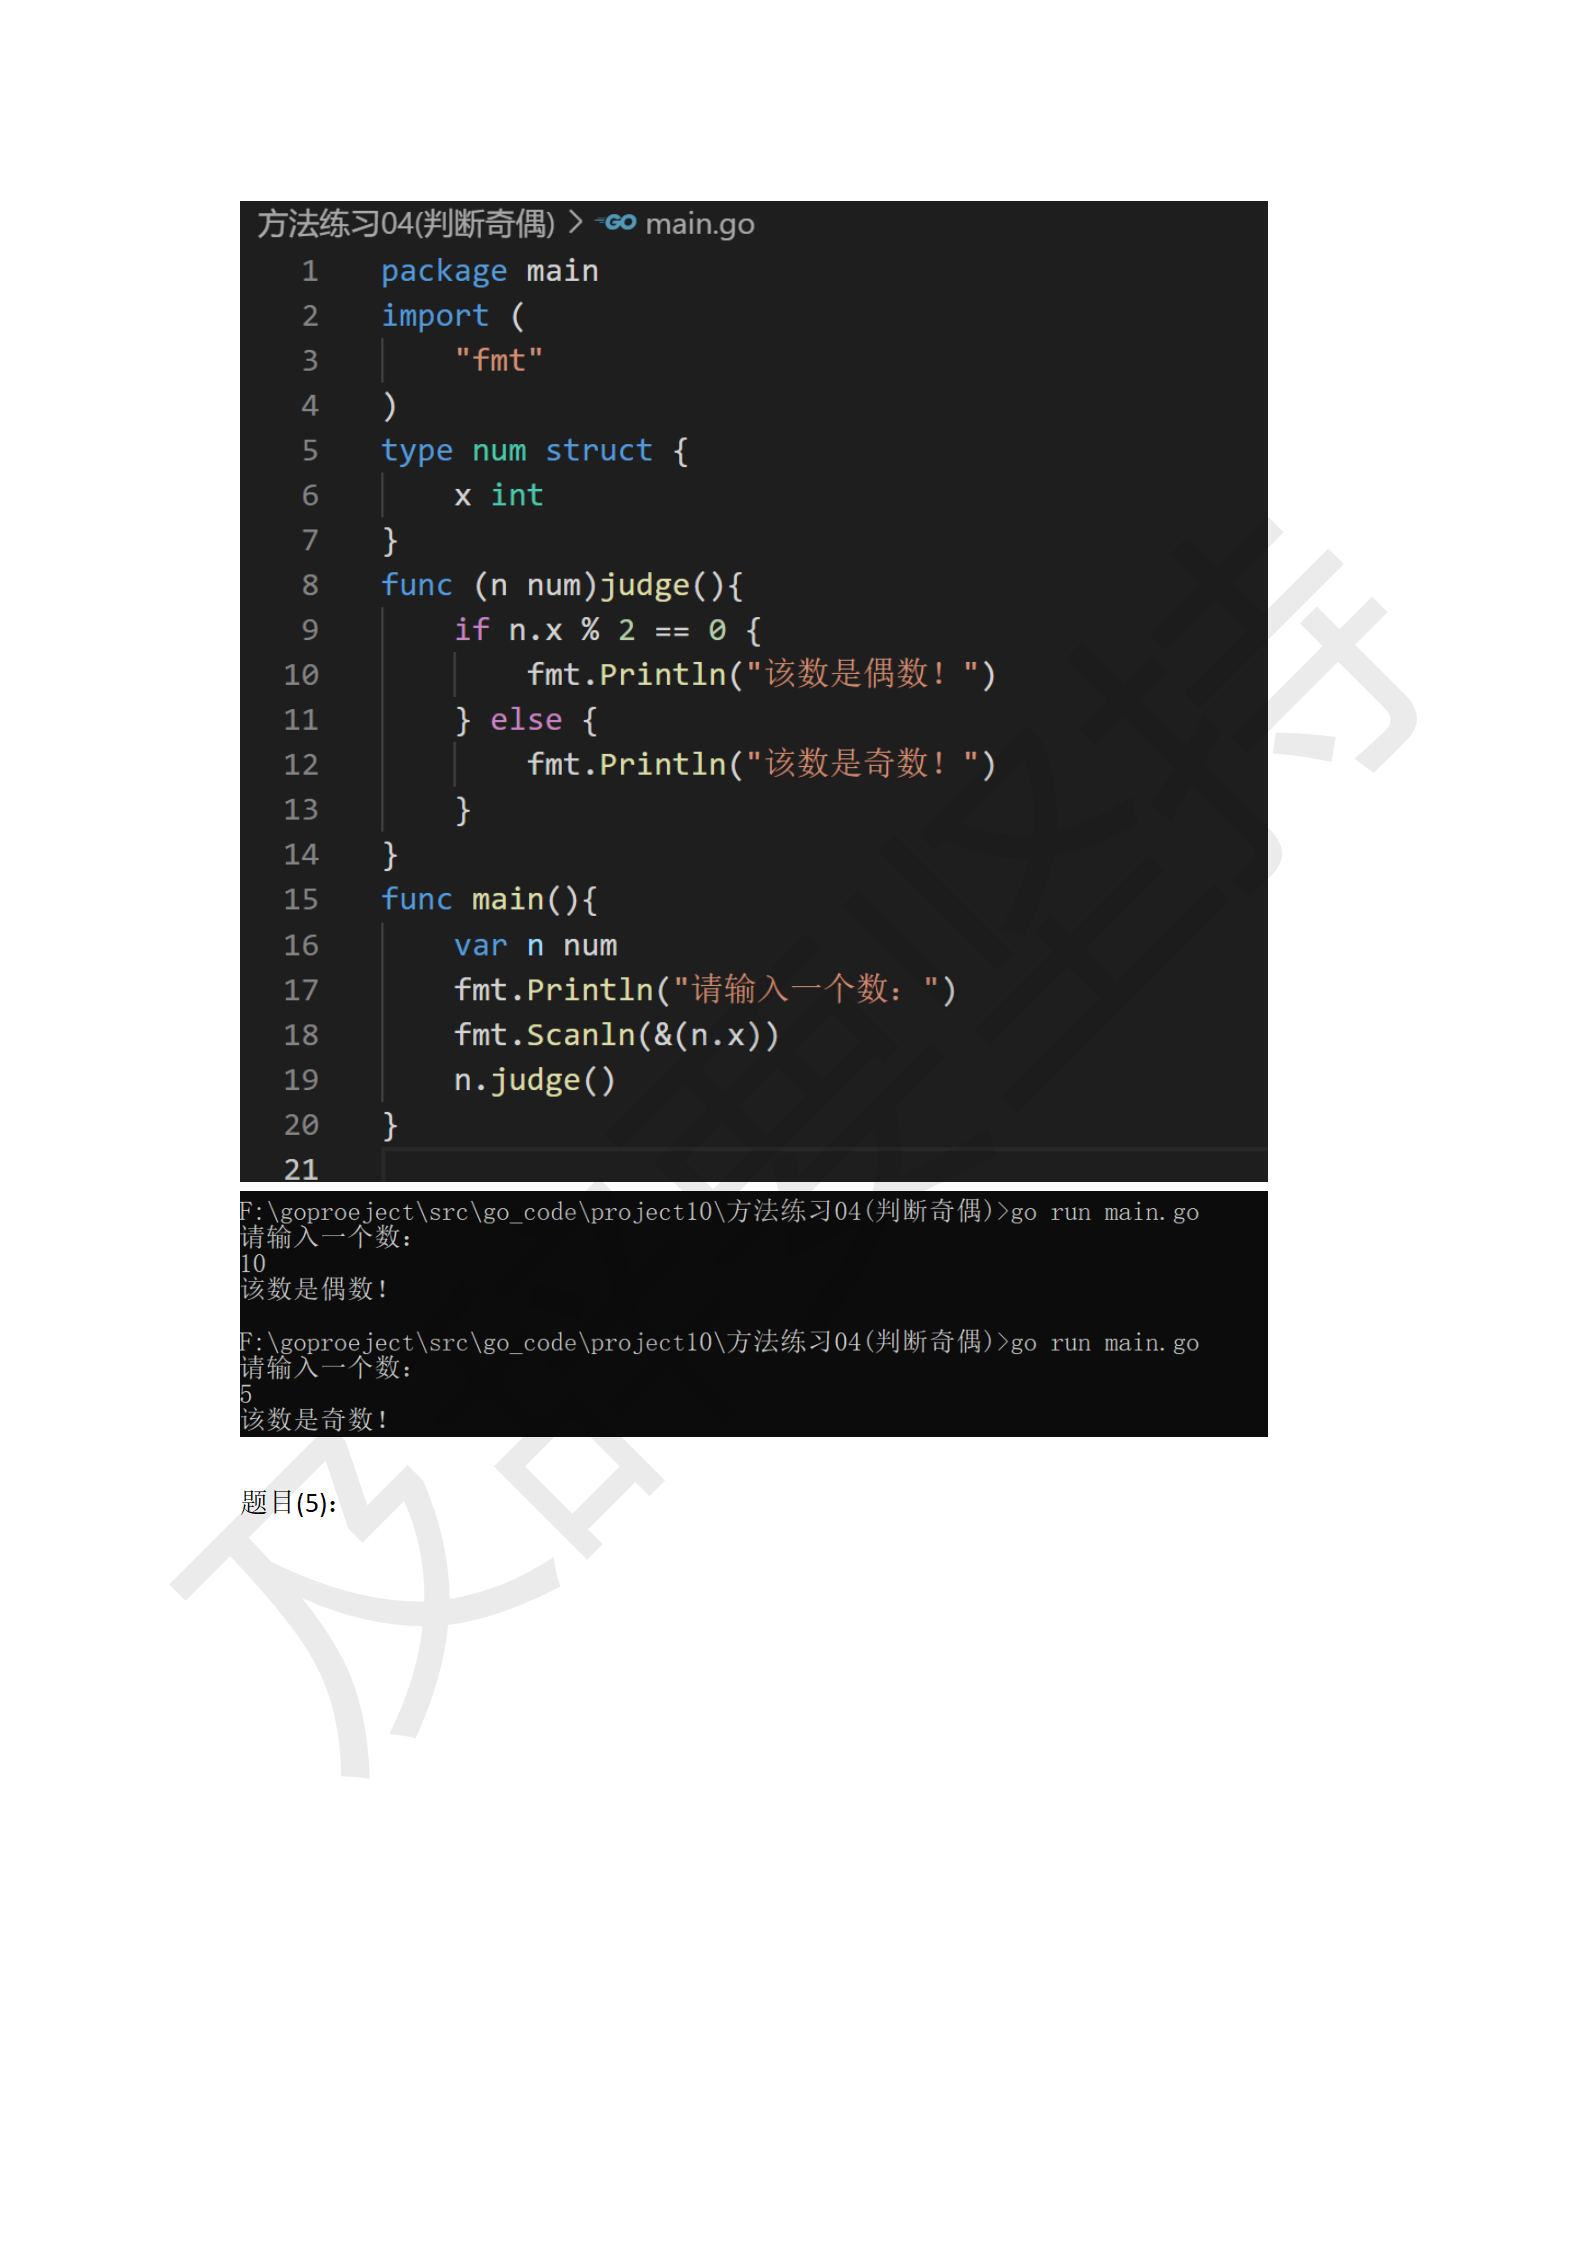 方法练习04(判断奇偶) > GO main.go
1 package main
2 import (
3 "fmt"
4 )
5 type num struct {
6 x int
7 }
8 func (n num)judge(){
9 if n.x % 2 == 0 {
10 fmt.Println("该数是偶数！")
11 } else {
12 fmt.Println("该数是奇数！")
13 }
14 }
15 func main(){
16 var n num
17 fmt.Println("请输入一个数：")
18 fmt.Scanln(&(n.x))
19 n.judge()
20 }
21
F:\goproeject\src\go_code\project10\方法练习04(判断奇偶)>go run main.go
请输入一个数：
10
该数是偶数！
F:\goproeject\src\go_code\project10\方法练习04(判断奇偶)>go run main.go
请输入一个数：
5
该数是奇数！
题目(5)：